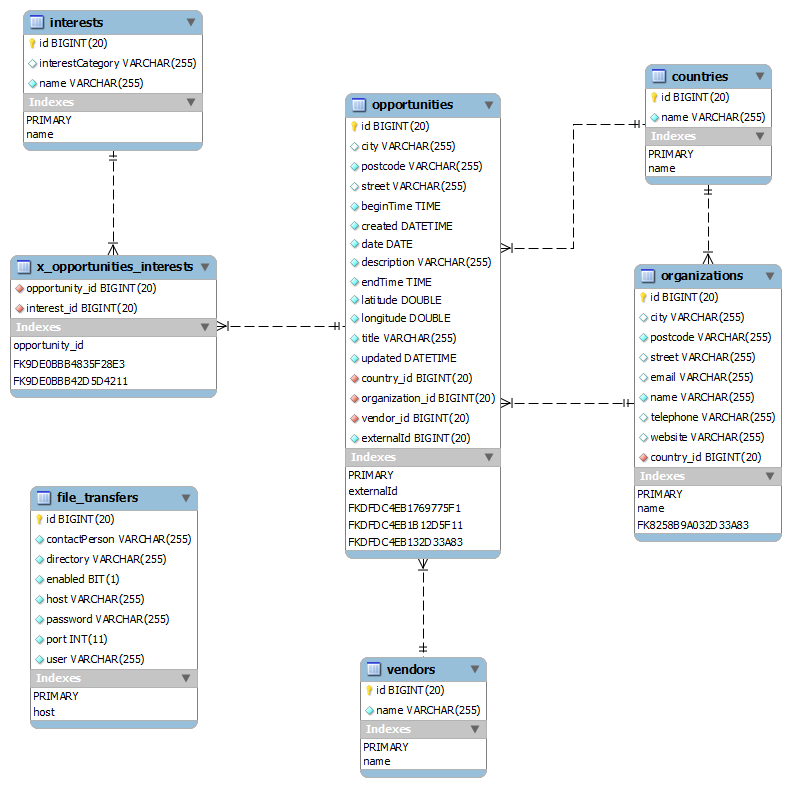 interests
id BIGINT(20)
interestCategory VARCHAR(255)
name VARCHAR(255)
Indexes
PRIMARY
name
x_opportunities_interests
opportunity_id BIGINT(20)
interest_id BIGINT(20)
Indexes
opportunity_id
FK9DE0BBB4835F28E3
FK9DE0BBB42D5D4211
file_transfers
id BIGINT(20)
contactPerson VARCHAR(255)
directory VARCHAR(255)
enabled BIT(1)
host VARCHAR(255)
password VARCHAR(255)
port INT(11)
user VARCHAR(255)
Indexes
PRIMARY
host
opportunities
id BIGINT(20)
city VARCHAR(255)
postcode VARCHAR(255)
street VARCHAR(255)
beginTime TIME
created DATETIME
date DATE
description VARCHAR(255)
endTime TIME
latitude DOUBLE
longitude DOUBLE
title VARCHAR(255)
updated DATETIME
country_id BIGINT(20)
organization_id BIGINT(20)
vendor_id BIGINT(20)
externalId BIGINT(20)
Indexes
PRIMARY
externalId
FKDFDC4EB1769775F1
FKDFDC4EB1B12D5F11
FKDFDC4EB132D33A83
vendors
id BIGINT(20)
name VARCHAR(255)
Indexes
PRIMARY
name
countries
id BIGINT(20)
name VARCHAR(255)
Indexes
PRIMARY
name
organizations
id BIGINT(20)
city VARCHAR(255)
postcode VARCHAR(255)
street VARCHAR(255)
email VARCHAR(255)
name VARCHAR(255)
telephone VARCHAR(255)
website VARCHAR(255)
country_id BIGINT(20)
Indexes
PRIMARY
name
FK8258B9A032D33A83